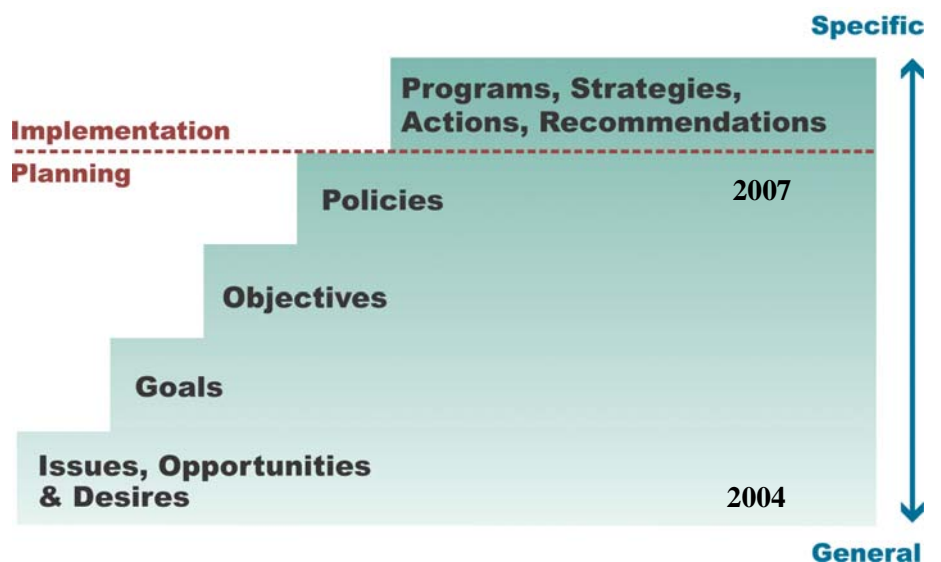 Specific
Programs, Strategies,
Actions, Recommendations
Implementation
Planning
Policies
2007
Objectives
Goals
Issues, Opportunities
& Desires
2004
General